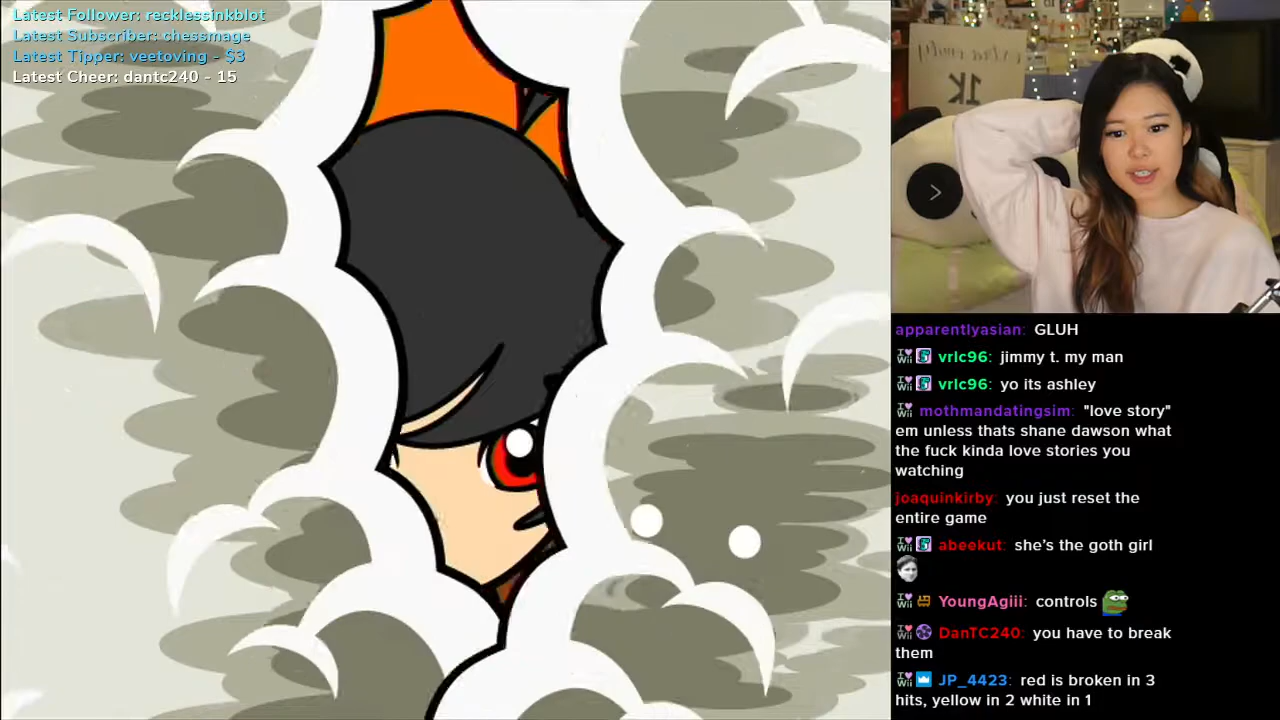 Latest Follower: recklessinkblot
Latest Subscriber: chessmage
Latest Tipper: veetoving - $3
Latest Cheer: dantc240 - 15
1K
apparentlyasian: GLUH
vrlc96: jimmy t. my man
vrlc96: yo its ashley
mothmandatingsim: "love story"
em unless thats shane dawson what
the fuck kinda love stories you
watching
joaquinkirby: you just reset the
entire game
abeekut: she's the goth girl
YoungAgiii: controls
DanTC240: you have to break
them
JP_4423: red is broken in 3
hits, yellow in 2 white in 1